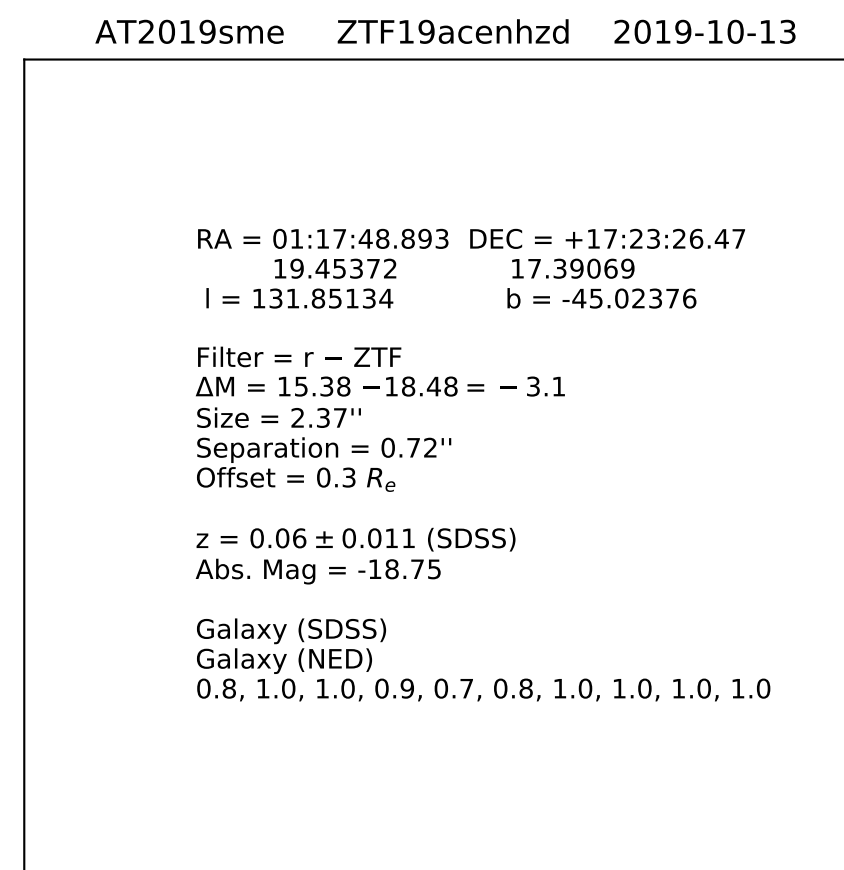 AT2019sme ZTF19acenhzd 2019-10-13
RA = 01:17:48.893 DEC = +17:23:26.47
19.45372 17.39069
l = 131.85134 b = -45.02376
Filter = r − ZTF
ΔM = 15.38 −18.48 = − 3.1
Size = 2.37''
Separation = 0.72''
Offset = 0.3 Re
z = 0.06 ± 0.011 (SDSS)
Abs. Mag = -18.75
Galaxy (SDSS)
Galaxy (NED)
0.8, 1.0, 1.0, 0.9, 0.7, 0.8, 1.0, 1.0, 1.0, 1.0